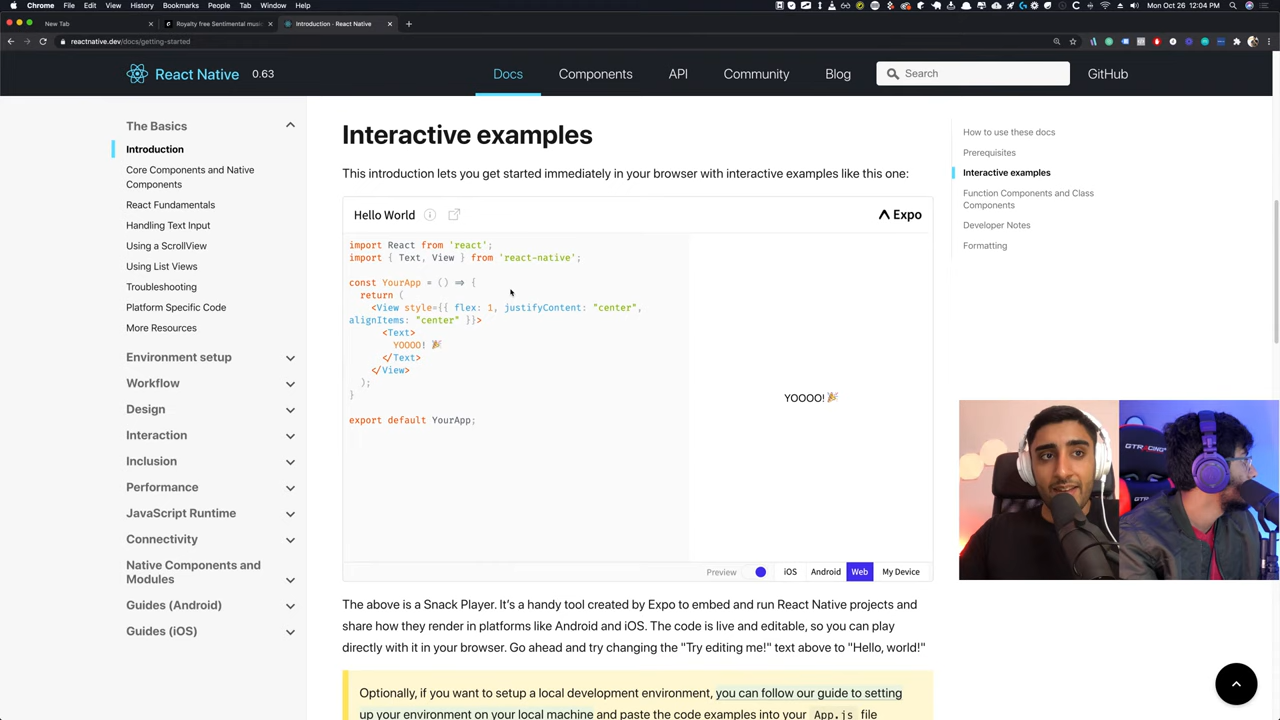 Chrome File Edit View History Bookmarks People Tab Window Help
Mon Oct 26 12:04 PM
New Tab
Royalty free Sentimental music
Introduction · React Native
reactnative.dev/docs/getting-started
React Native 0.63 Docs Components API Community Blog Search GitHub
The Basics
Introduction
Core Components and Native
Components
React Fundamentals
Handling Text Input
Using a ScrollView
Using List Views
Troubleshooting
Platform Specific Code
More Resources
Environment setup
Workflow
Design
Interaction
Inclusion
Performance
JavaScript Runtime
Connectivity
Native Components and
Modules
Guides (Android)
Guides (iOS)
Interactive examples
This introduction lets you get started immediately in your browser with interactive examples like this one:
Hello World
Expo
import React from 'react';
import { Text, View } from 'react-native';
const YourApp = () => {
return (
<View style={{ flex: 1, justifyContent: "center",
alignItems: "center" }}>
<Text>
YOOOO! 🎉
</Text>
</View>
);
}
export default YourApp;
YOOOO! 🎉
Preview iOS Android Web My Device
The above is a Snack Player. It's a handy tool created by Expo to embed and run React Native projects and
share how they render in platforms like Android and iOS. The code is live and editable, so you can play
directly with it in your browser. Go ahead and try changing the "Try editing me!" text above to "Hello, world!"
Optionally, if you want to setup a local development environment, you can follow our guide to setting
up your environment on your local machine and paste the code examples into your App.js file
How to use these docs
Prerequisites
Interactive examples
Function Components and Class
Components
Developer Notes
Formatting
GTRACING